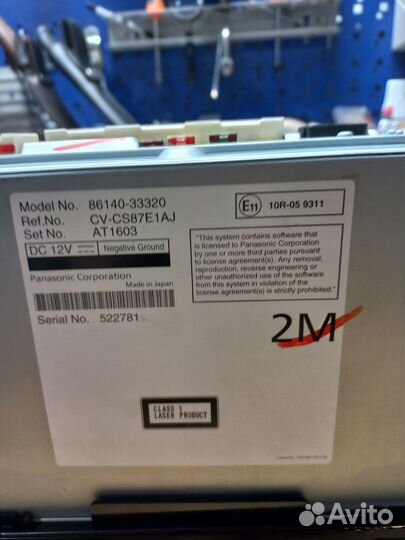 Model No. 86140-33320
Ref.No. CV-CS87E1AJ
Set No. AT1603
DC 12V Negative Ground
Panasonic Corporation
Made in Japan
Serial No. 522781
E11 10R-05 9311
"This system contains software that
is licensed to Panasonic Corporation
by one or more third parties pursuant
to license agreement(s). Any removal,
reproduction, reverse engineering or
other unauthorized use of the software
from this system in violation of the
license agreement(s) is strictly prohibited."
2M
CLASS 1
LASER PRODUCT
Avito